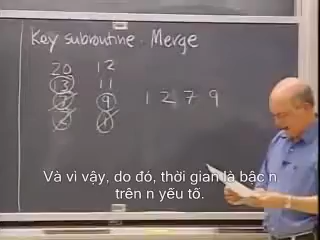 Key subroutine - Merge
20 12
13 11
7 9 1 2 7 9
2 1
Và vì vậy, do đó, thời gian là bậc n
trên n yếu tố.